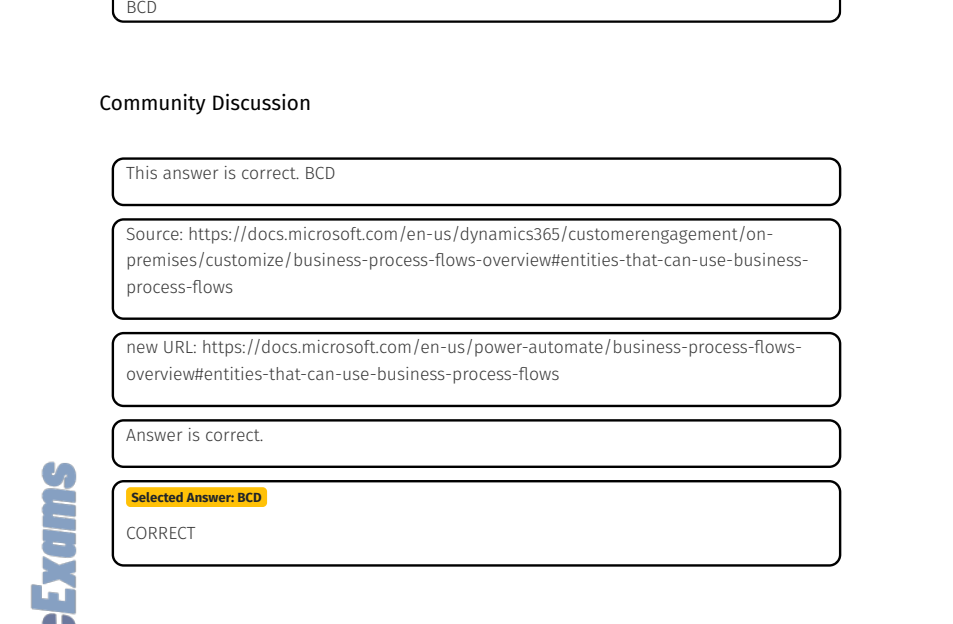 BCD
Community Discussion
This answer is correct. BCD
Source: https://docs.microsoft.com/en-us/dynamics365/customerengagement/on-
premises/customize/business-process-flows-overview#entities-that-can-use-business-
process-flows
new URL: https://docs.microsoft.com/en-us/power-automate/business-process-flows-
overview#entities-that-can-use-business-process-flows
Answer is correct.
Selected Answer: BCD
CORRECT
eExams